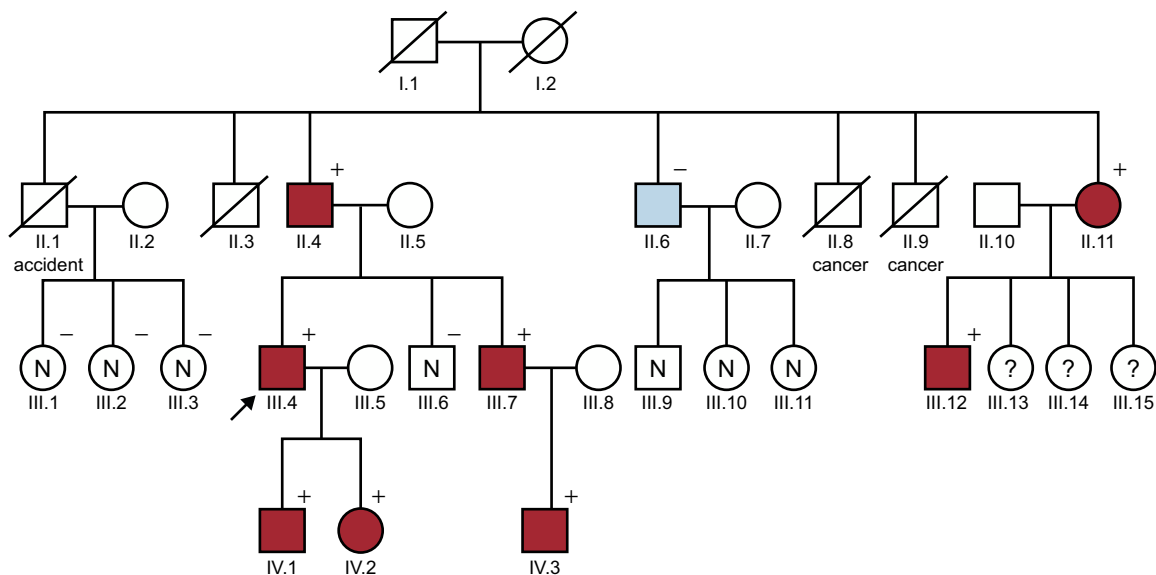 I.1 I.2
+ − +
II.1 II.2 II.3 II.4 II.5 II.6 II.7 II.8 II.9 II.10 II.11
accident cancer cancer
− − − + − + +
N N N N N N N ? ? ?
III.1 III.2 III.3 III.4 III.5 III.6 III.7 III.8 III.9 III.10 III.11 III.12 III.13 III.14 III.15
+ + +
IV.1 IV.2 IV.3